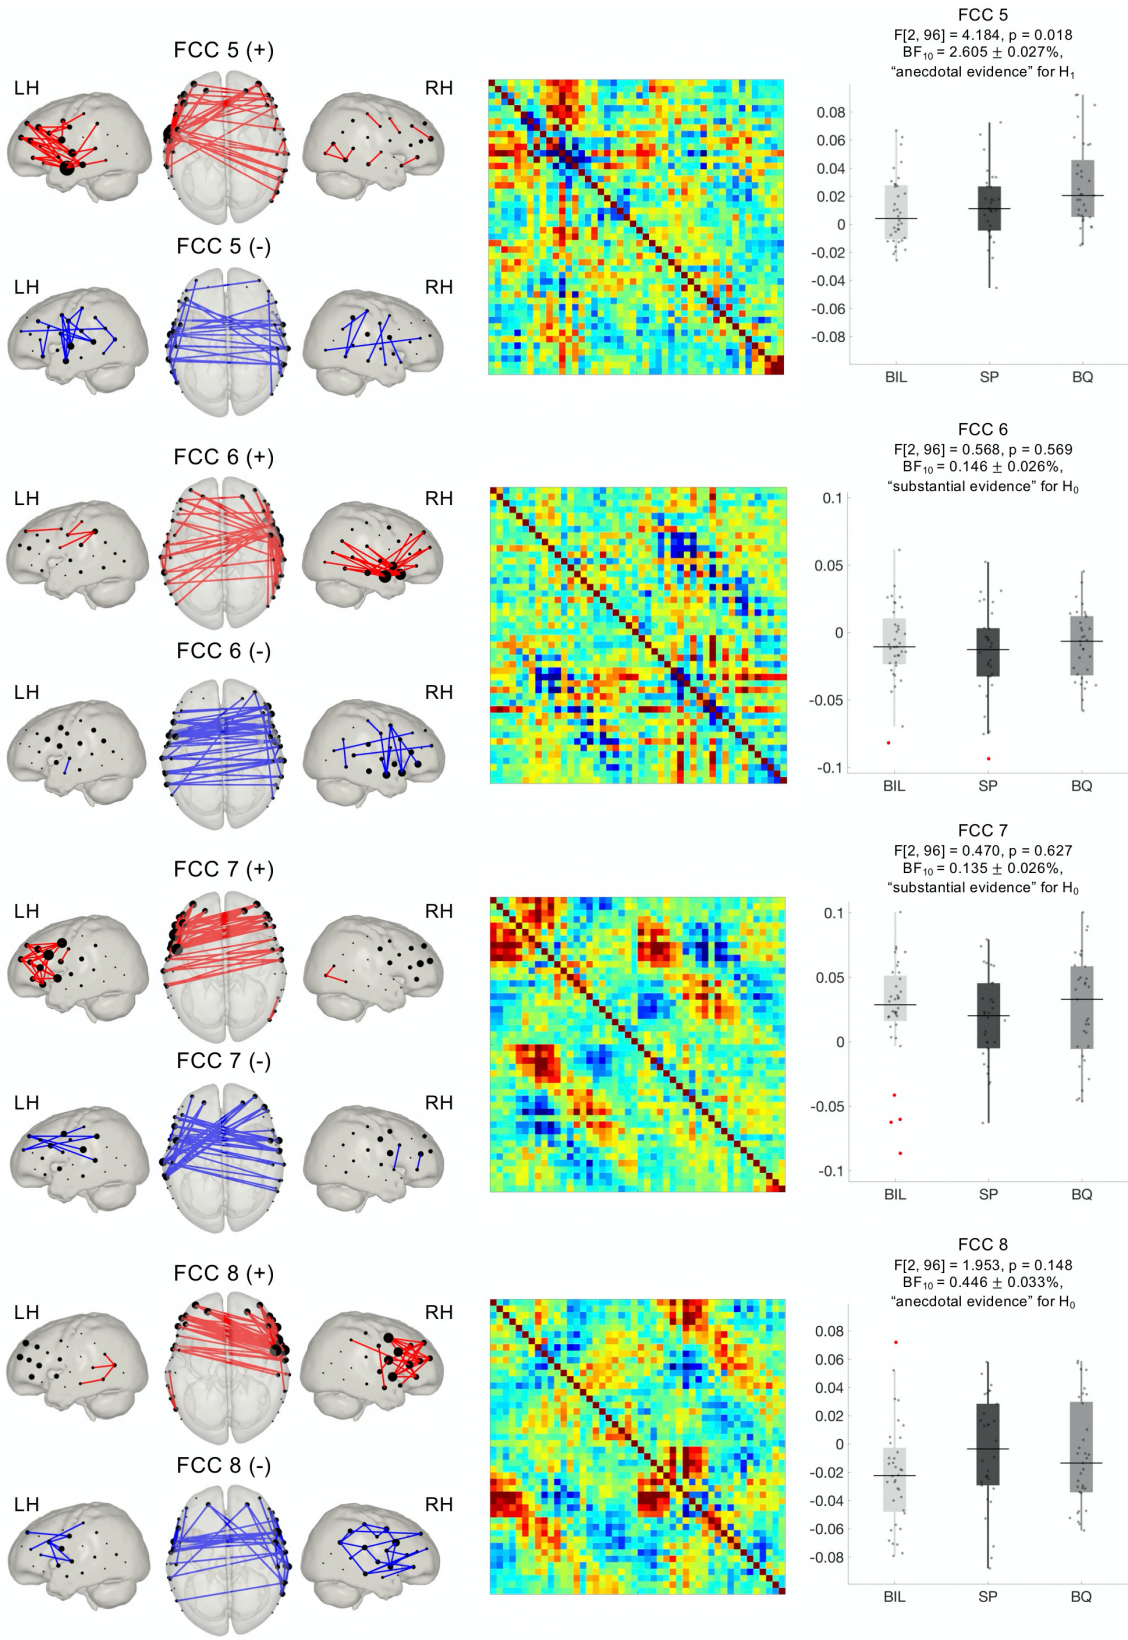 FCC 5 (+)
LH
RH
FCC 5 (-)
LH
RH
FCC 5
F[2, 96] = 4.184, p = 0.018
BF₁₀ = 2.605 ± 0.027%,
“anecdotal evidence” for H₁
0.08
0.06
0.04
0.02
0
-0.02
-0.04
-0.06
-0.08
BIL SP BQ
FCC 6 (+)
LH
RH
FCC 6 (-)
LH
RH
FCC 6
F[2, 96] = 0.568, p = 0.569
BF₁₀ = 0.146 ± 0.026%,
“substantial evidence” for H₀
0.1
0.05
0
-0.05
-0.1
BIL SP BQ
FCC 7 (+)
LH
RH
FCC 7 (-)
LH
RH
FCC 7
F[2, 96] = 0.470, p = 0.627
BF₁₀ = 0.135 ± 0.026%,
“substantial evidence” for H₀
0.1
0.05
0
-0.05
-0.1
BIL SP BQ
FCC 8 (+)
LH
RH
FCC 8 (-)
LH
RH
FCC 8
F[2, 96] = 1.953, p = 0.148
BF₁₀ = 0.446 ± 0.033%,
“anecdotal evidence” for H₀
0.08
0.06
0.04
0.02
0
-0.02
-0.04
-0.06
-0.08
BIL SP BQ